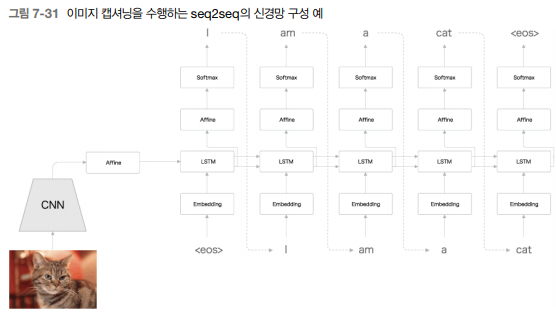 그림 7-31 이미지 캡셔닝을 수행하는 seq2seq의 신경망 구성 예
I am a cat <eos>
Softmax Softmax Softmax Softmax Softmax
Affine Affine Affine Affine Affine
Affine LSTM LSTM LSTM LSTM LSTM
CNN Embedding Embedding Embedding Embedding Embedding
<eos> I am a cat